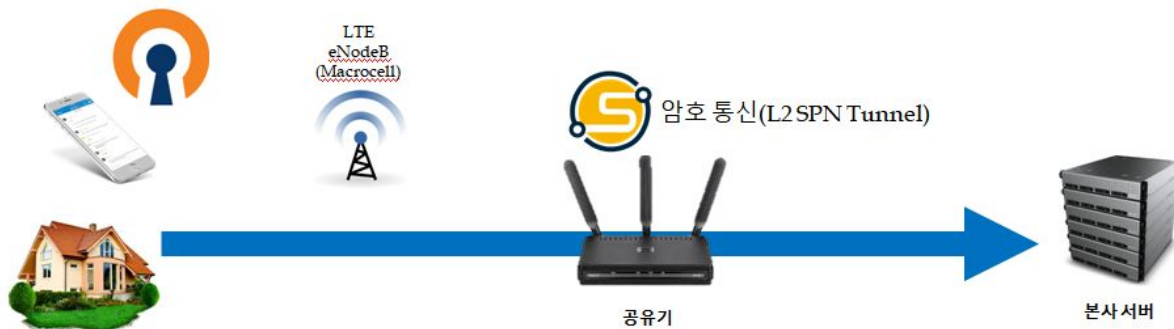 LTE
eNodeB
(Macrocell)
암호 통신(L2 SPN Tunnel)
공유기
본사 서버